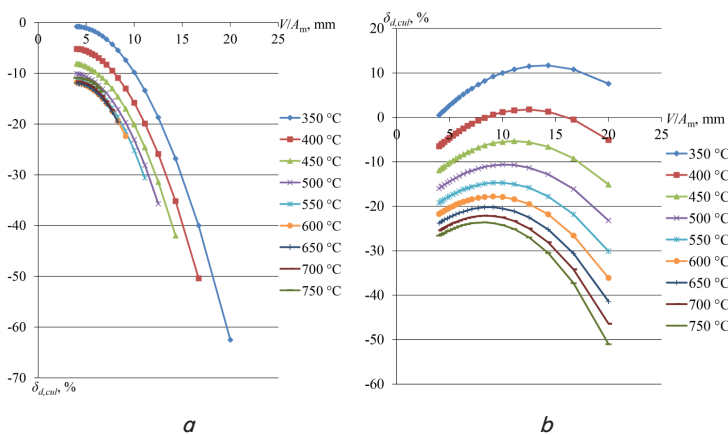 V/Aₘ, mm
0
-10
-20
-30
-40
-50
-60
-70
0 5 10 15 20 25
δd,cul, %
350 °C
400 °C
450 °C
500 °C
550 °C
600 °C
650 °C
700 °C
750 °C
a
δd,cul, %
20
10
0
-10
-20
-30
-40
-50
-60
0 5 10 15 20 25
V/Aₘ, mm
350 °C
400 °C
450 °C
500 °C
550 °C
600 °C
650 °C
700 °C
750 °C
b